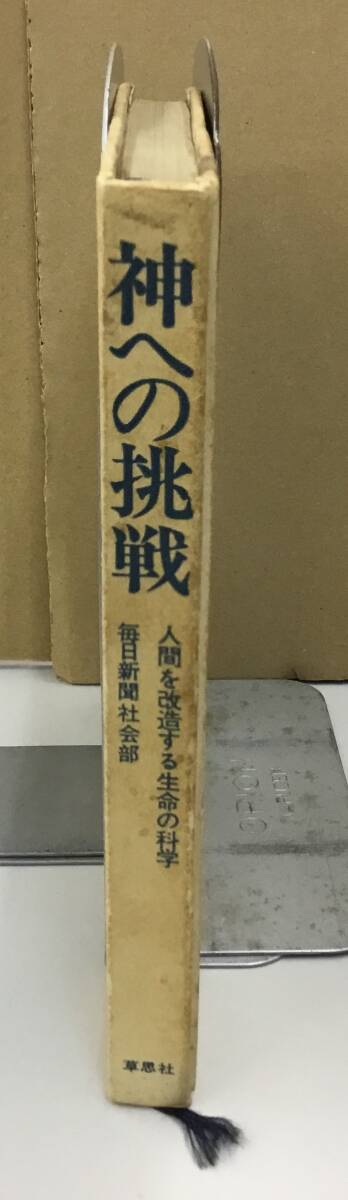 神への挑戦
人間を改造する生命の科学
毎日新聞社会部
草思社